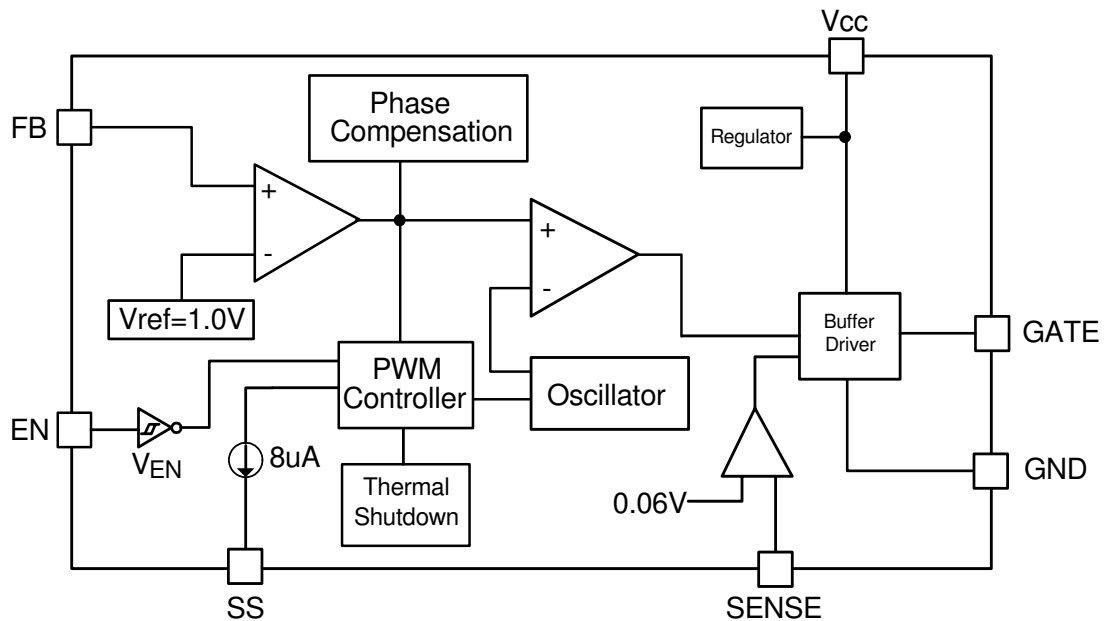 Vcc
FB
Phase
Compensation
Regulator
+
-
+
-
Vref=1.0V
Buffer
Driver
GATE
PWM
Controller
Oscillator
EN
VEN
8uA
Thermal
Shutdown
0.06V
GND
SS
SENSE